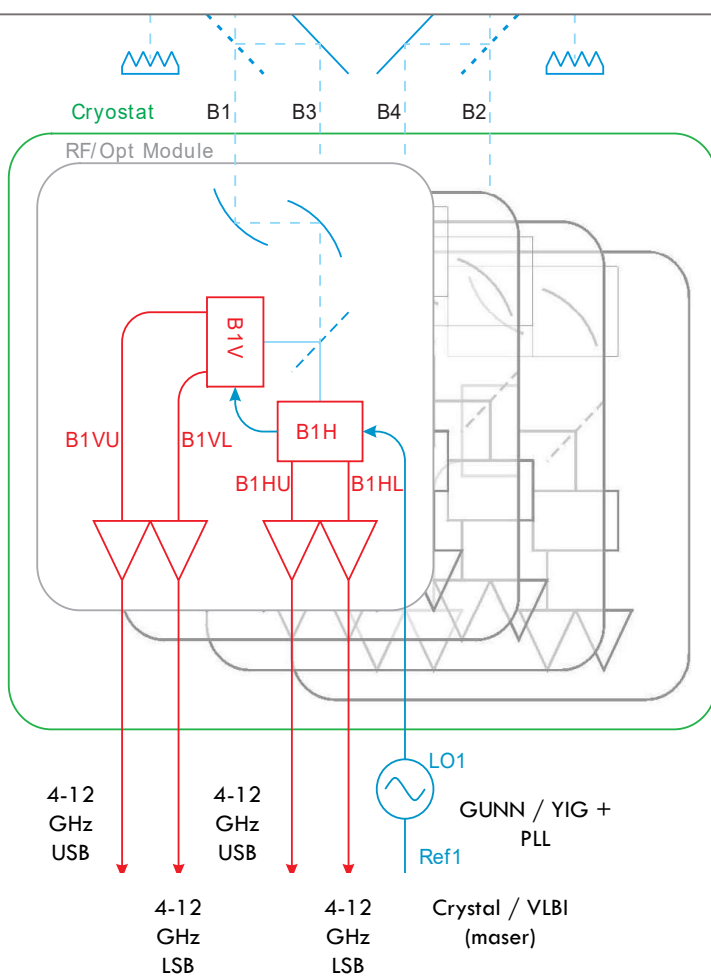 Cryostat B1 B3 B4 B2
RF/Opt Module
B1V
B1H
B1VU B1VL
B1HU B1HL
LO1
4-12
GHz
USB
4-12
GHz
USB
GUNN / YIG +
PLL
Ref1
4-12
GHz
LSB
4-12
GHz
LSB
Crystal / VLBI
(maser)